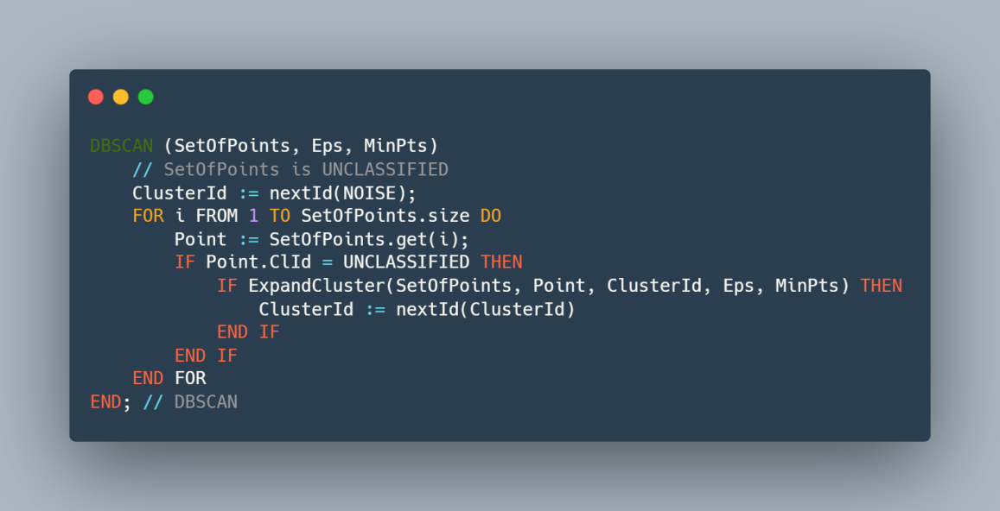 DBSCAN (SetOfPoints, Eps, MinPts)
    // SetOfPoints is UNCLASSIFIED
    ClusterId := nextId(NOISE);
    FOR i FROM 1 TO SetOfPoints.size DO
        Point := SetOfPoints.get(i);
        IF Point.ClId = UNCLASSIFIED THEN
            IF ExpandCluster(SetOfPoints, Point, ClusterId, Eps, MinPts) THEN
                ClusterId := nextId(ClusterId)
            END IF
        END IF
    END FOR
END; // DBSCAN